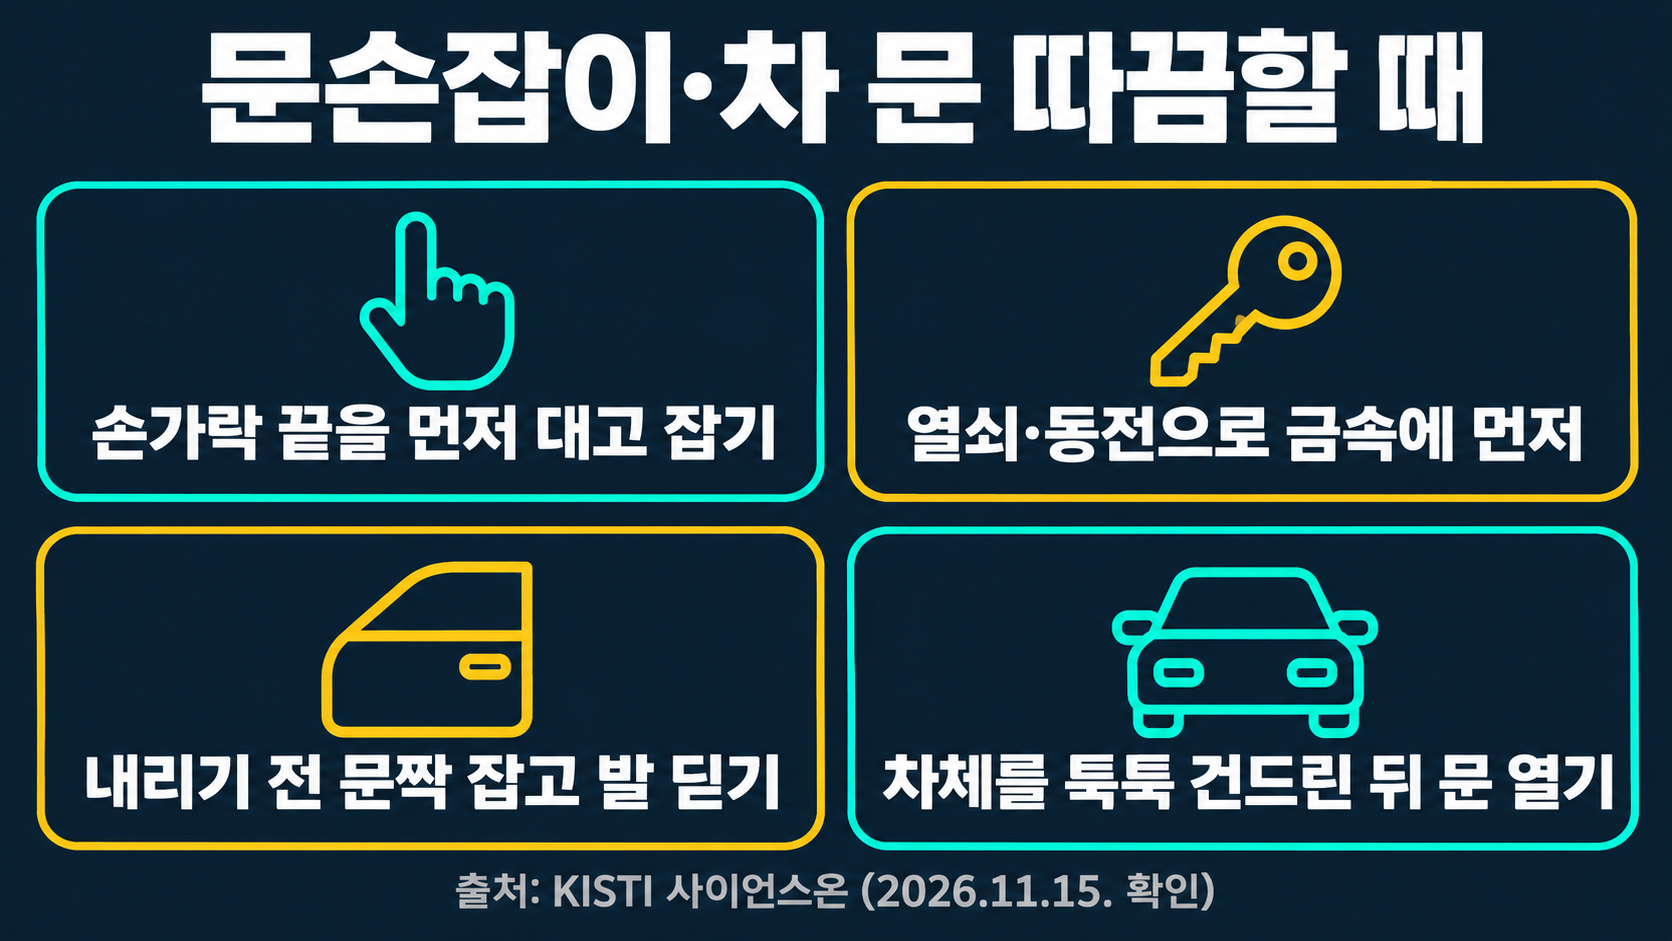 문손잡이·차 문 따끔할 때
손가락 끝을 먼저 대고 잡기
열쇠·동전으로 금속에 먼저
내리기 전 문짝 잡고 발 딛기
차체를 툭툭 건드린 뒤 문 열기
출처: KISTI 사이언스온 (2026.11.15. 확인)